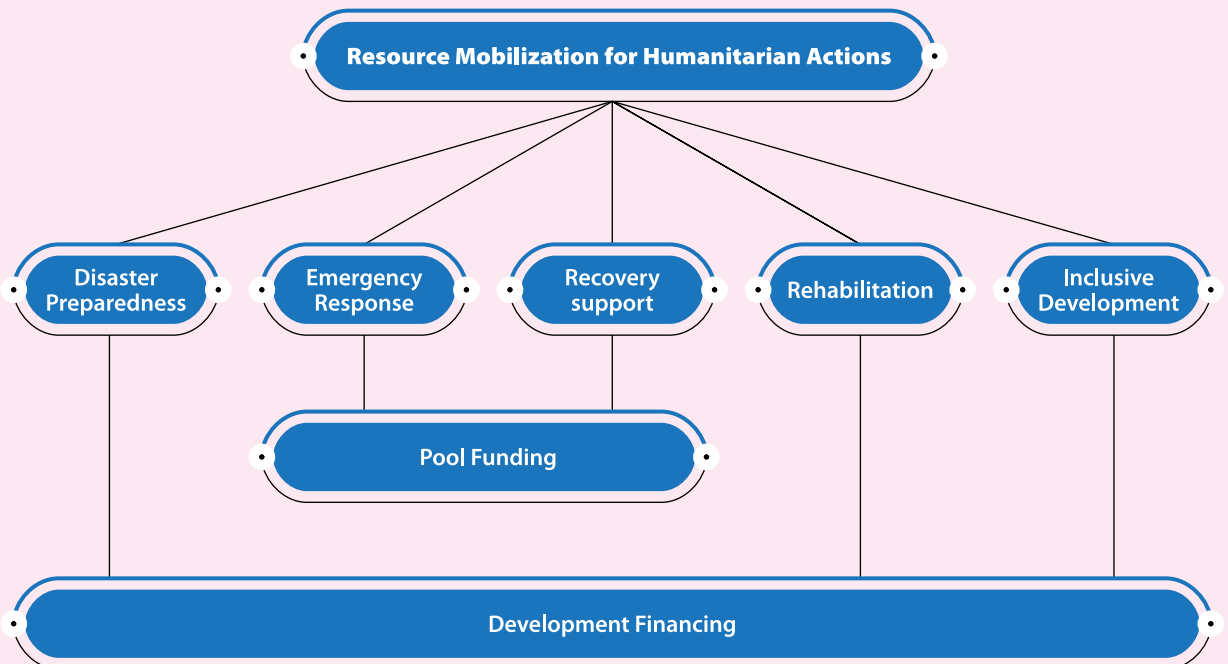 Resource Mobilization for Humanitarian Actions
Disaster
Preparedness
Emergency
Response
Recovery
support
Rehabilitation
Inclusive
Development
Pool Funding
Development Financing